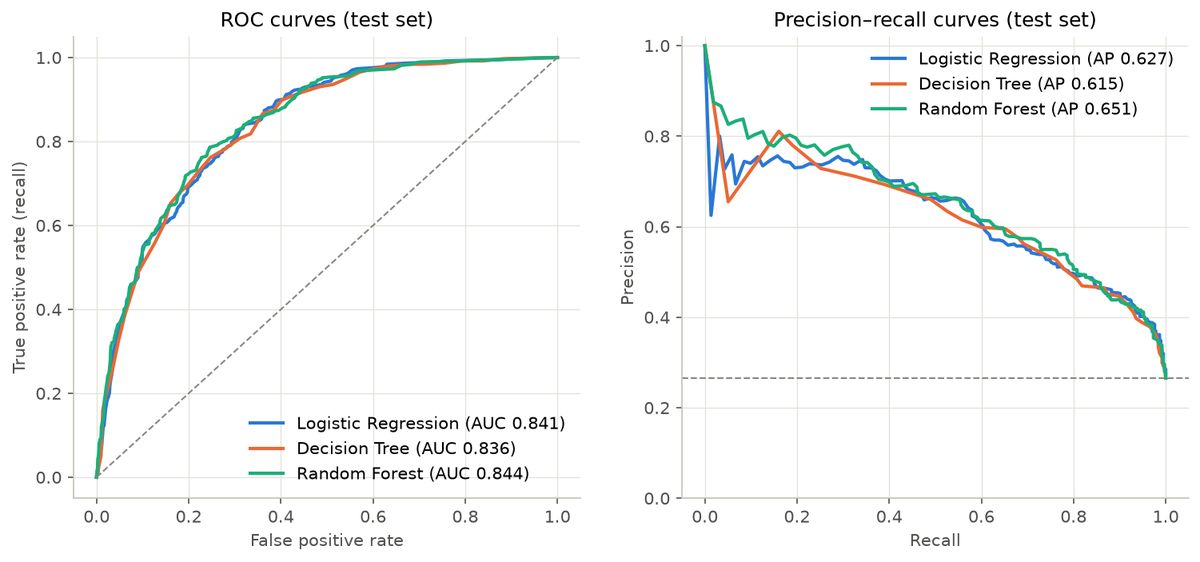 ROC curves (test set)
1.0
0.8
0.6
0.4
0.2
0.0
True positive rate (recall)
Logistic Regression (AUC 0.841)
Decision Tree (AUC 0.836)
Random Forest (AUC 0.844)
0.0 0.2 0.4 0.6 0.8 1.0
False positive rate
Precision–recall curves (test set)
1.0
0.8
0.6
0.4
0.2
0.0
Precision
Logistic Regression (AP 0.627)
Decision Tree (AP 0.615)
Random Forest (AP 0.651)
0.0 0.2 0.4 0.6 0.8 1.0
Recall